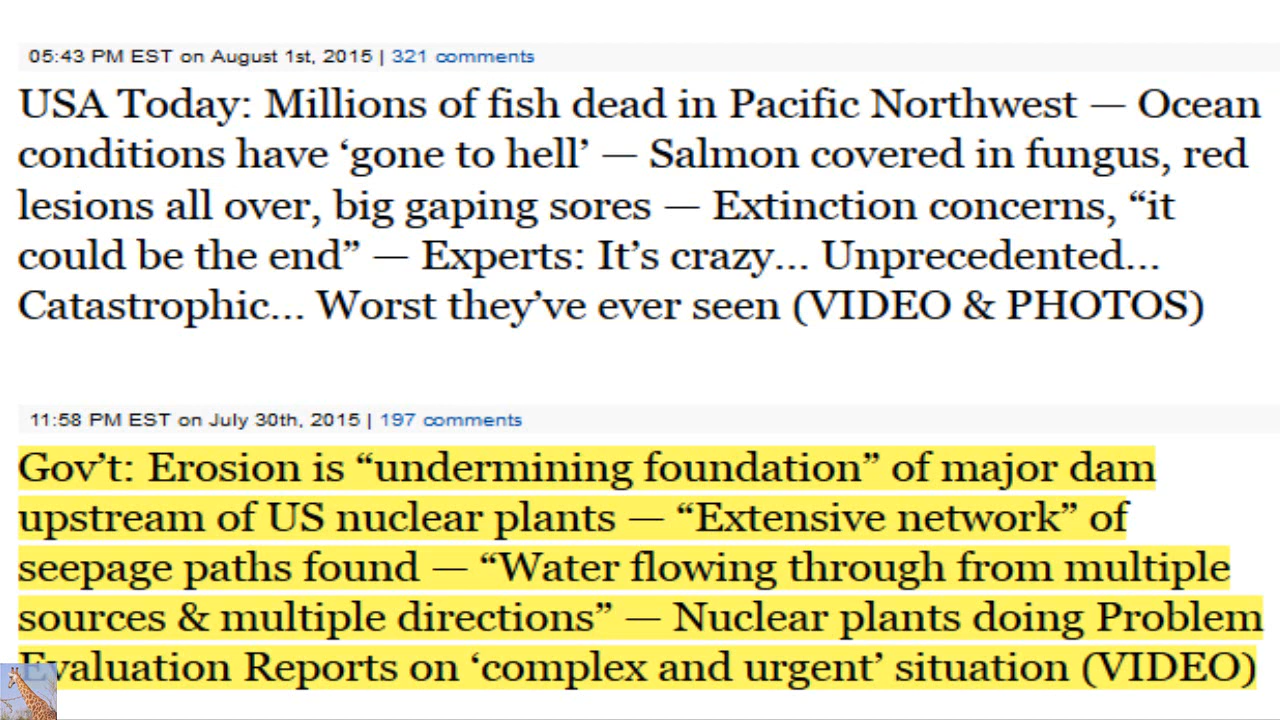 05:43 PM EST on August 1st, 2015 | 321 comments
USA Today: Millions of fish dead in Pacific Northwest — Ocean
conditions have ‘gone to hell’ — Salmon covered in fungus, red
lesions all over, big gaping sores — Extinction concerns, “it
could be the end” — Experts: It’s crazy… Unprecedented…
Catastrophic… Worst they’ve ever seen (VIDEO & PHOTOS)
11:58 PM EST on July 30th, 2015 | 197 comments
Gov’t: Erosion is “undermining foundation” of major dam
upstream of US nuclear plants — “Extensive network” of
seepage paths found — “Water flowing through from multiple
sources & multiple directions” — Nuclear plants doing Problem
Evaluation Reports on ‘complex and urgent’ situation (VIDEO)